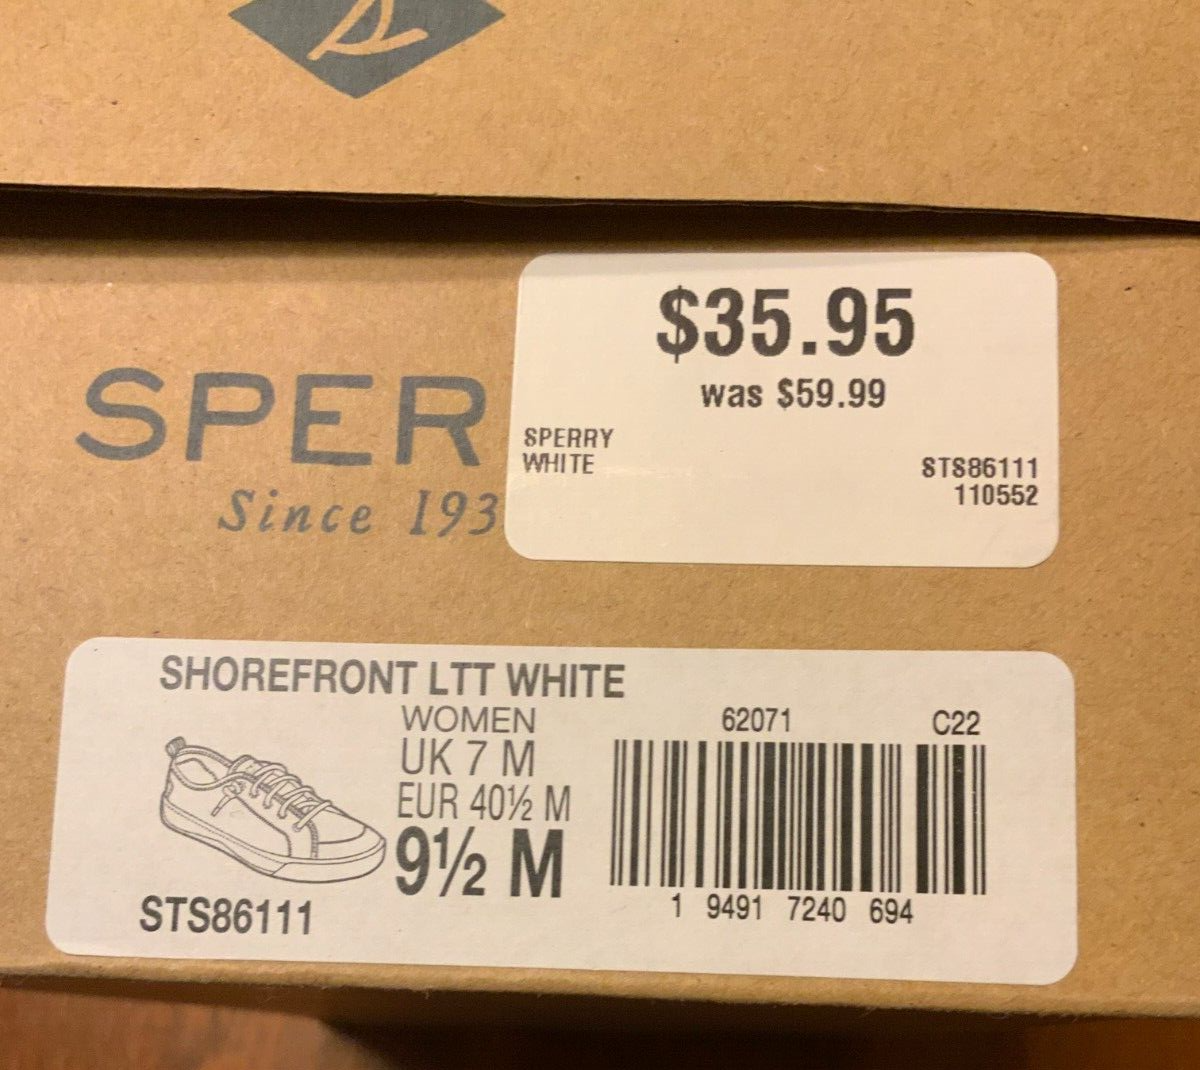 $35.95
was $59.99
SPERRY
WHITE
STS86111
110552
SPER
Since 193
SHOREFRONT LTT WHITE
WOMEN
UK 7 M
EUR 40½ M
9½ M
STS86111
62071 C22
1 9491 7240 694